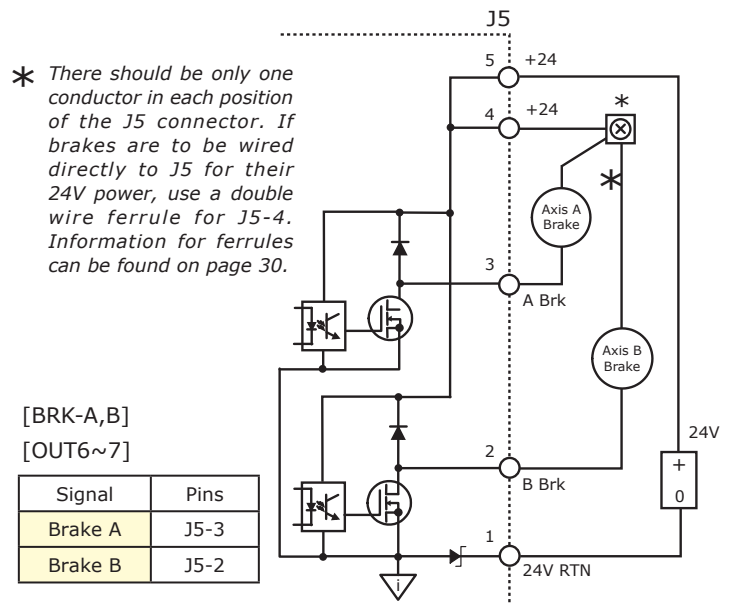 J5
* There should be only one
conductor in each position
of the J5 connector. If
brakes are to be wired
directly to J5 for their
24V power, use a double
wire ferrule for J5-4.
Information for ferrules
can be found on page 30.
5 +24
4 +24
*
*
Axis A
Brake
3
A Brk
Axis B
Brake
[BRK-A,B]
[OUT6~7]
Signal Pins
Brake A J5-3
Brake B J5-2
2
B Brk
24V
+
0
1
24V RTN
i